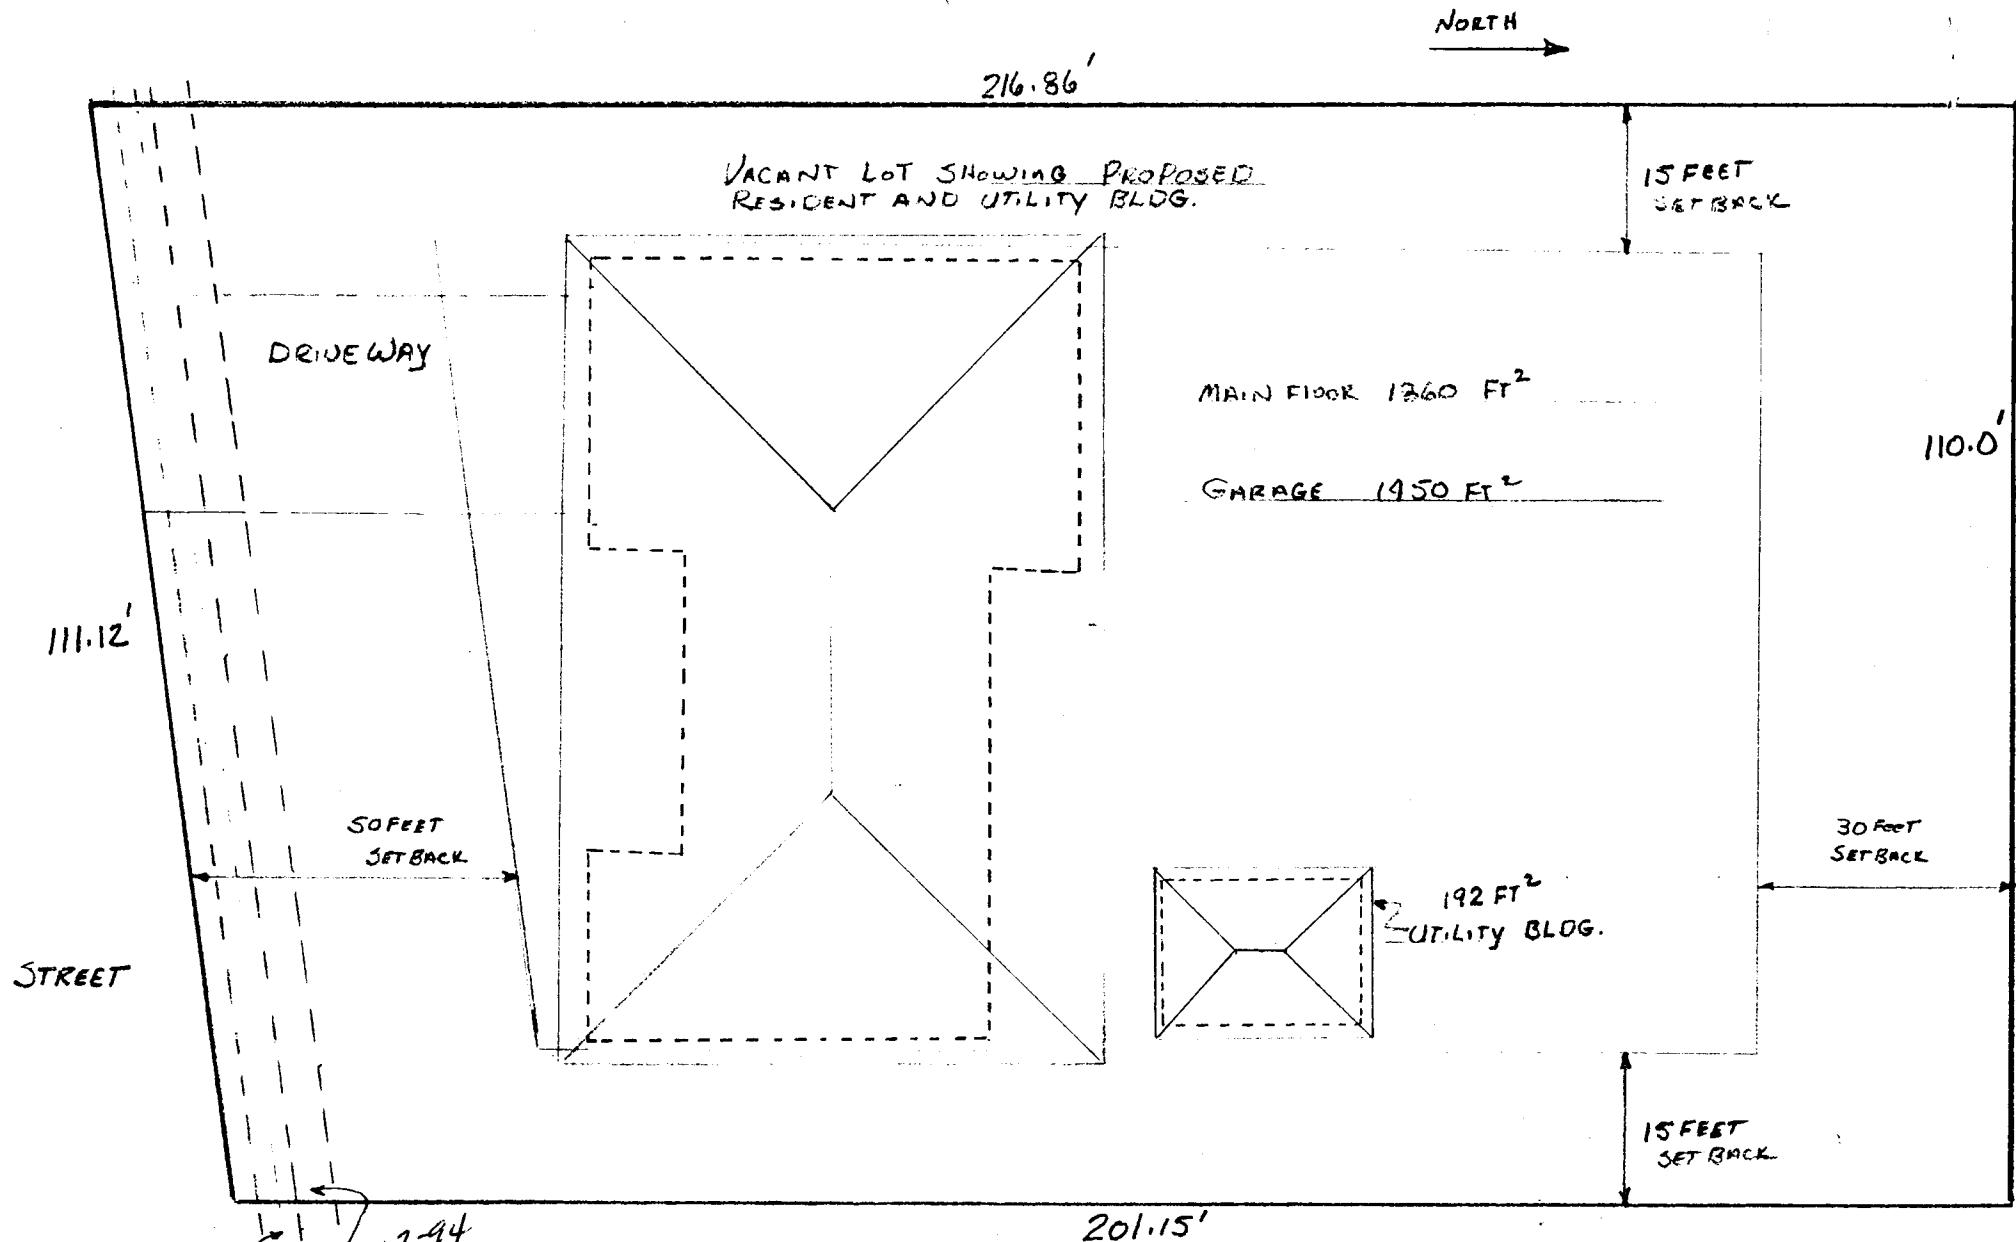 NORTH
216.86'
VACANT LOT SHOWING PROPOSED
RESIDENT AND UTILITY BLDG.
15 FEET
SET BACK
DRIVEWAY
MAIN FLOOR 1360 FT²
110.0'
GARAGE 1450 FT²
111.12'
50 FEET
SET BACK
30 FEET
SET BACK
192 FT²
UTILITY BLDG.
STREET
15 FEET
SET BACK
201.15'